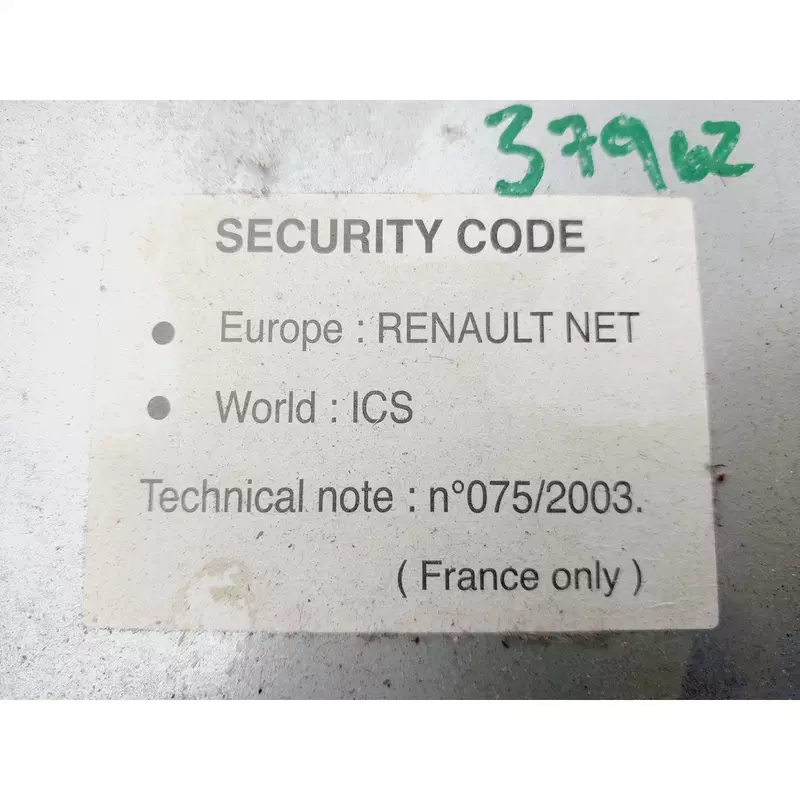 37962
SECURITY CODE
● Europe : RENAULT NET
● World : ICS
Technical note : n°075/2003.
( France only )